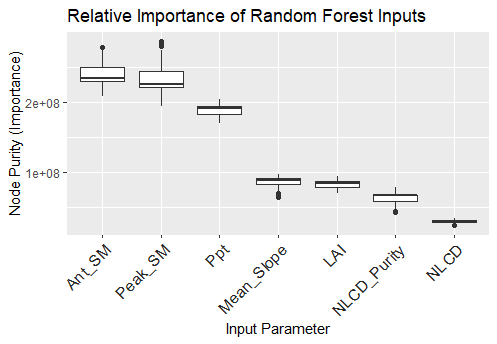 Relative Importance of Random Forest Inputs
Node Purity (Importance)
2e+08
1e+08
Ant_SM
Peak_SM
Ppt
Mean_Slope
LAI
NLCD_Purity
NLCD
Input Parameter